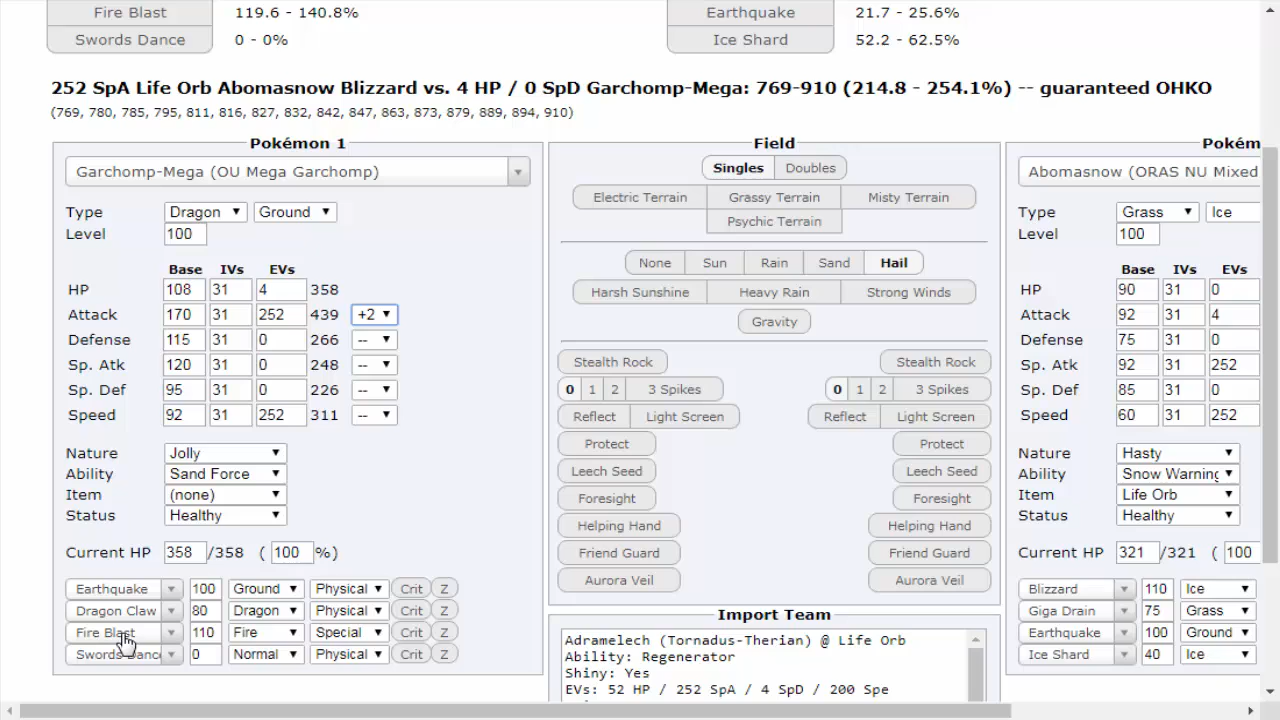 Fire Blast 119.6 - 140.8% Earthquake 21.7 - 25.6%
Swords Dance 0 - 0% Ice Shard 52.2 - 62.5%
252 SpA Life Orb Abomasnow Blizzard vs. 4 HP / 0 SpD Garchomp-Mega: 769-910 (214.8 - 254.1%) -- guaranteed OHKO
(769, 780, 785, 795, 811, 816, 827, 832, 842, 847, 863, 873, 879, 889, 894, 910)
Pokémon 1
Garchomp-Mega (OU Mega Garchomp)
Type Dragon Ground
Level 100
Base IVs EVs
HP 108 31 4 358
Attack 170 31 252 439 +2
Defense 115 31 0 266 --
Sp. Atk 120 31 0 248 --
Sp. Def 95 31 0 226 --
Speed 92 31 252 311 --
Nature Jolly
Ability Sand Force
Item (none)
Status Healthy
Current HP 358 /358 ( 100 %)
Earthquake 100 Ground Physical Crit Z
Dragon Claw 80 Dragon Physical Crit Z
Fire Blast 110 Fire Special Crit Z
Swords Dance 0 Normal Physical Crit Z
Field
Singles Doubles
Electric Terrain Grassy Terrain Misty Terrain
Psychic Terrain
None Sun Rain Sand Hail
Harsh Sunshine Heavy Rain Strong Winds
Gravity
Stealth Rock Stealth Rock
0 1 2 3 Spikes 0 1 2 3 Spikes
Reflect Light Screen Reflect Light Screen
Protect Protect
Leech Seed Leech Seed
Foresight Foresight
Helping Hand Helping Hand
Friend Guard Friend Guard
Aurora Veil Aurora Veil
Import Team
Adramelech (Tornadus-Therian) @ Life Orb
Ability: Regenerator
Shiny: Yes
EVs: 52 HP / 252 SpA / 4 SpD / 200 Spe
Pokém
Abomasnow (ORAS NU Mixed
Type Grass Ice
Level 100
Base IVs EVs
HP 90 31 0
Attack 92 31 4
Defense 75 31 0
Sp. Atk 92 31 252
Sp. Def 85 31 0
Speed 60 31 252
Nature Hasty
Ability Snow Warning
Item Life Orb
Status Healthy
Current HP 321 /321 ( 100
Blizzard 110 Ice
Giga Drain 75 Grass
Earthquake 100 Ground
Ice Shard 40 Ice